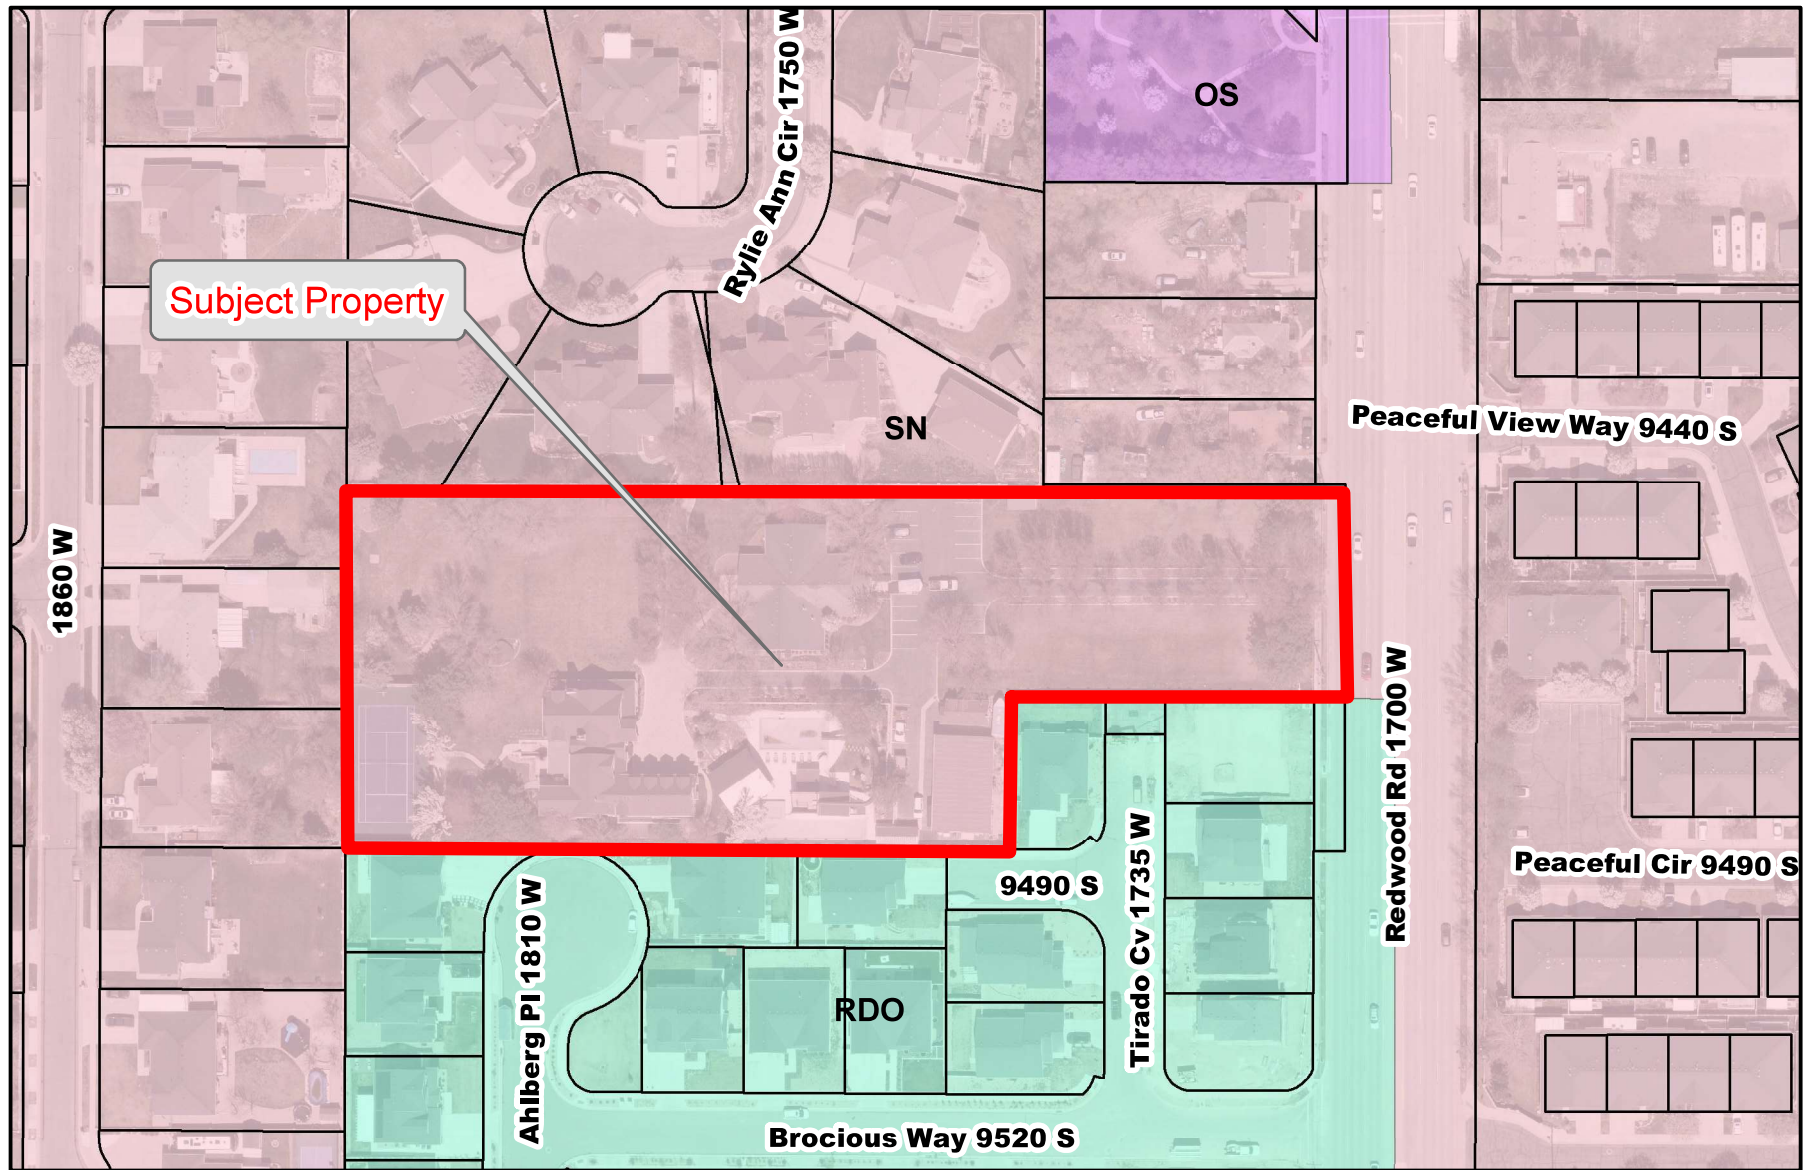 Rylie Ann Cir 1750 W
OS
Subject Property
SN
Peaceful View Way 9440 S
1860 W
Redwood Rd 1700 W
Peaceful Cir 9490 S
9490 S
Tirado Cv 1735 W
Ahlberg Pl 1810 W
RDO
Brocious Way 9520 S